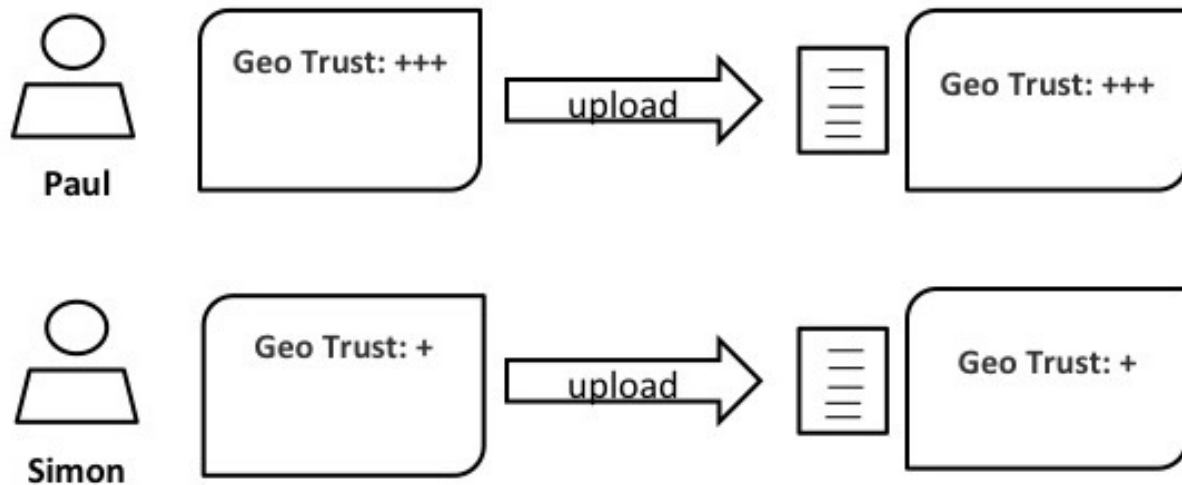 Geo Trust: +++
upload
Geo Trust: +++
Paul
Geo Trust: +
upload
Geo Trust: +
Simon